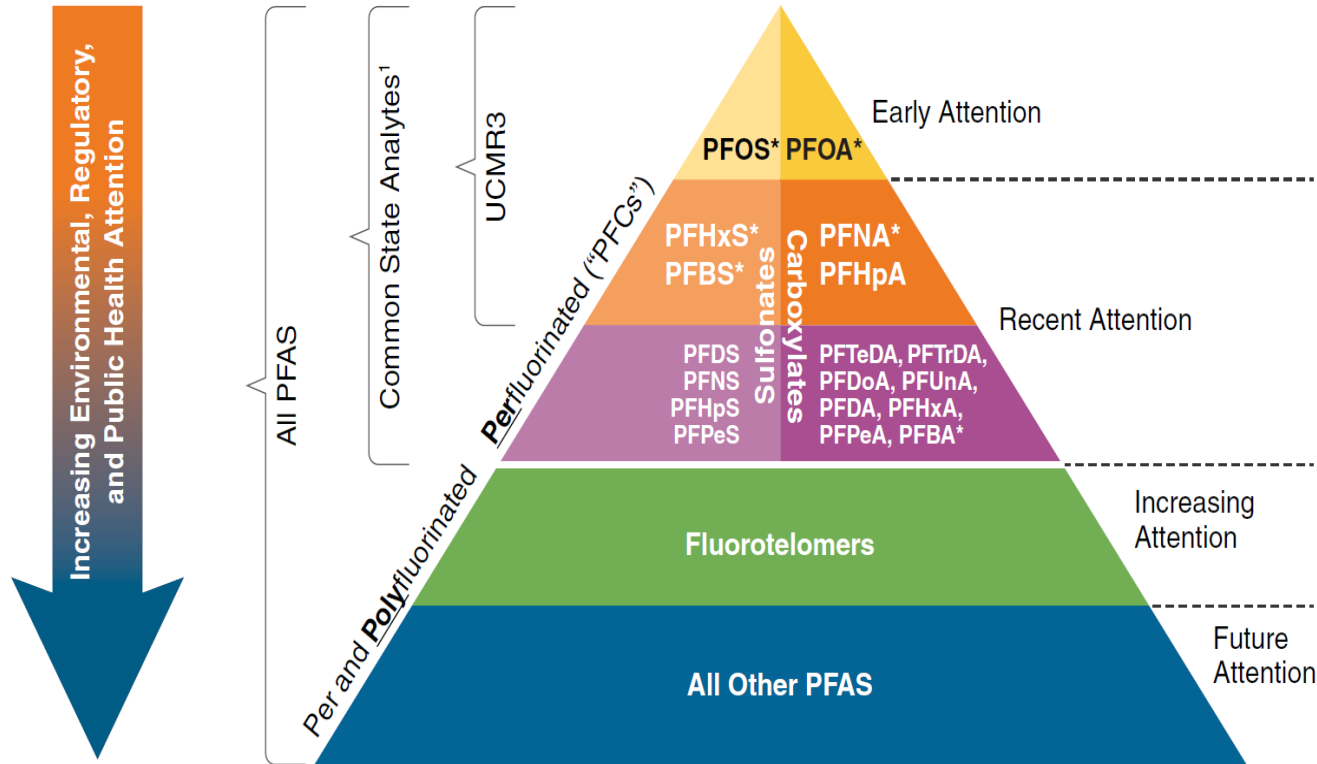 Increasing Environmental, Regulatory,
and Public Health Attention
All PFAS
Common State Analytes¹
UCMR3
Per and Polyfluorinated
Perfluorinated ("PFCs")
PFOS* PFOA*
Early Attention
PFHxS*
PFBS*
PFNA*
PFHpA
Sulfonates
Carboxylates
Recent Attention
PFDS
PFNS
PFHpS
PFPeS
PFTeDA, PFTrDA,
PFDoA, PFUnA,
PFDA, PFHxA,
PFPeA, PFBA*
Fluorotelomers
Increasing
Attention
All Other PFAS
Future
Attention